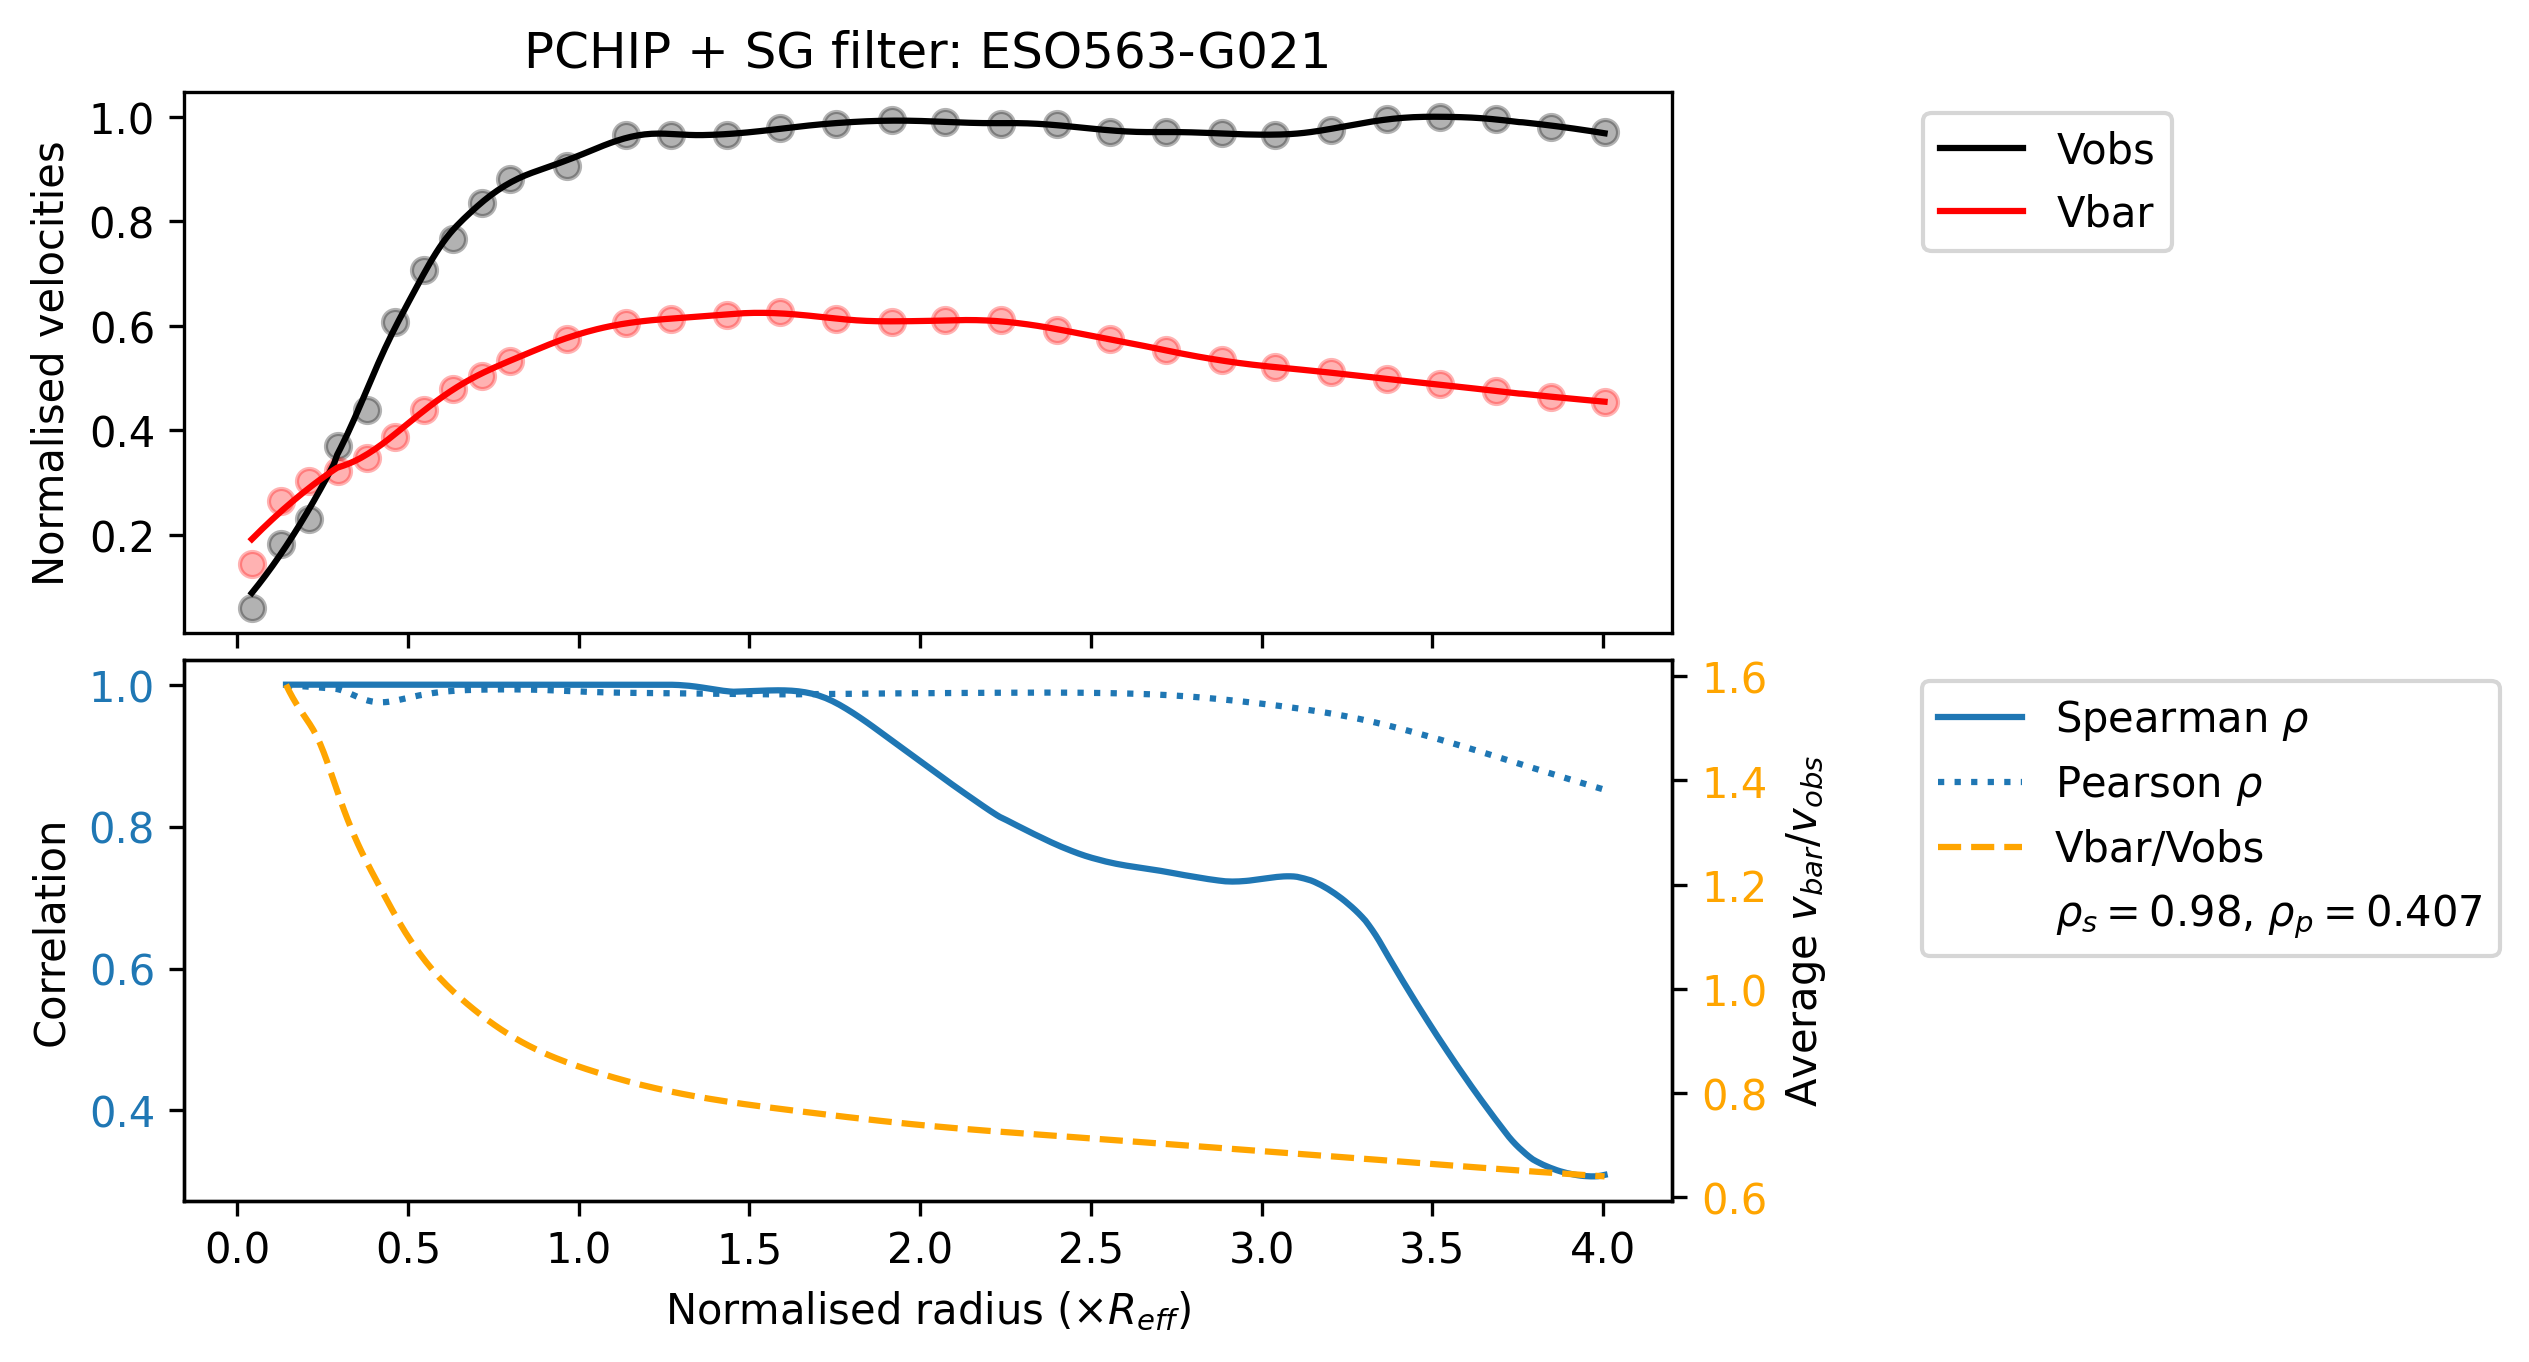 PCHIP + SG filter: ESO563-G021
Normalised velocities
1.0
0.8
0.6
0.4
0.2
Vobs
Vbar
Correlation
1.0
0.8
0.6
0.4
1.6
1.4
1.2
1.0
0.8
0.6
Average v_bar/v_obs
Spearman ρ
Pearson ρ
Vbar/Vobs
ρ_s = 0.98, ρ_p = 0.407
0.0 0.5 1.0 1.5 2.0 2.5 3.0 3.5 4.0
Normalised radius (×R_eff)